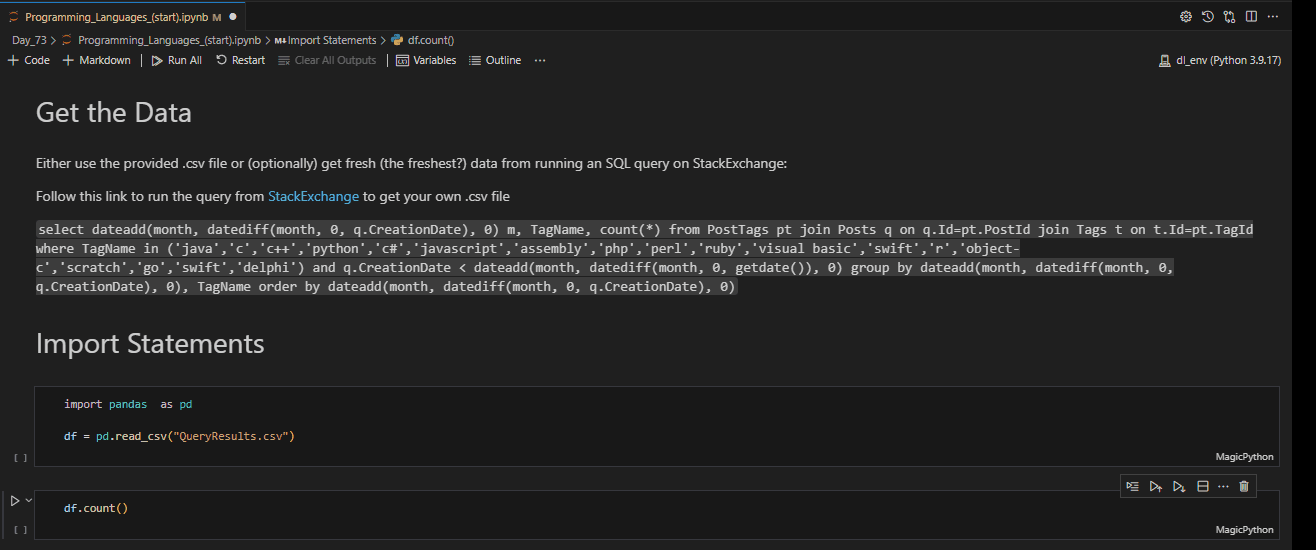 Programming_Languages_(start).ipynb M
Day_73 > Programming_Languages_(start).ipynb > M↓ Import Statements > df.count()
+ Code + Markdown | Run All Restart Clear All Outputs | Variables Outline ...
dl_env (Python 3.9.17)
Get the Data
Either use the provided .csv file or (optionally) get fresh (the freshest?) data from running an SQL query on StackExchange:
Follow this link to run the query from StackExchange to get your own .csv file
select dateadd(month, datediff(month, 0, q.CreationDate), 0) m, TagName, count(*) from PostTags pt join Posts q on q.Id=pt.PostId join Tags t on t.Id=pt.TagId
where TagName in ('java','c','c++','python','c#','javascript','assembly','php','perl','ruby','visual basic','swift','r','object-
c','scratch','go','swift','delphi') and q.CreationDate < dateadd(month, datediff(month, 0, getdate()), 0) group by dateadd(month, datediff(month, 0,
q.CreationDate), 0), TagName order by dateadd(month, datediff(month, 0, q.CreationDate), 0)
Import Statements
import pandas  as pd
df = pd.read_csv("QueryResults.csv")
[ ]
MagicPython
df.count()
[ ]
MagicPython